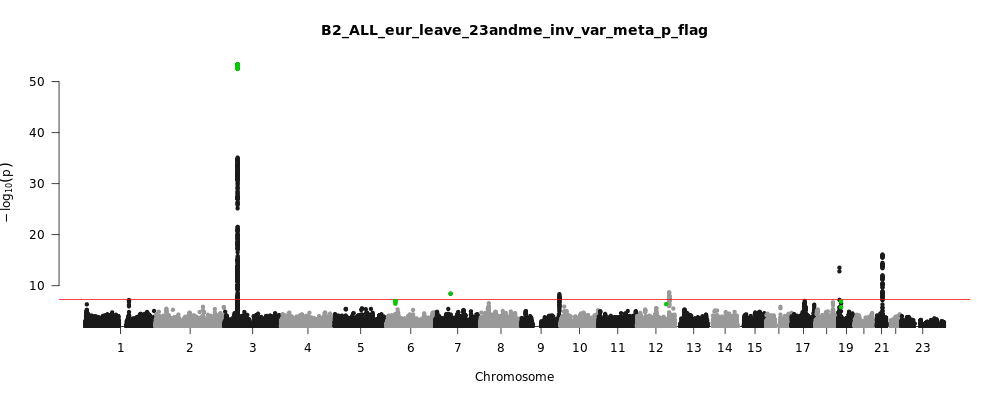 B2_ALL_eur_leave_23andme_inv_var_meta_p_flag
50
40
30
20
10
−log10(p)
1 2 3 4 5 6 7 8 9 10 11 12 13 14 15 17 19 21 23
Chromosome